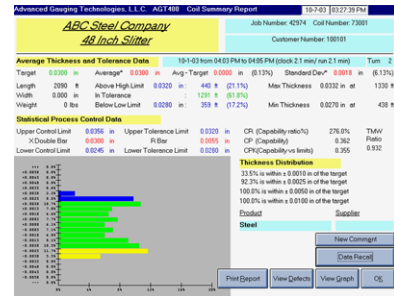 Advanced Gauging Technologies, L.L.C. AGT400 Coil Summary Report 10-7-03 03:27:39 PM
ABC Steel Company
48 Inch Slitter
Job Number: 42974 Coil Number: 73001
Customer Number: 100101
Average Thickness and Tolerance Data 10-1-03 from 04:03 PM to 04:05 PM (clock 2.1 min/ run 2.1 min) Turn 2
Target 0.0300 in Average* 0.0300 in Avg - Target 0.0000 in (0.13%) Standard Dev* 0.0018 in (6.13%)
Length 2090 ft Above High Limit 0.0320 in : 440 ft (21.1%) Max Thickness 0.0332 in at 1330 ft
Width 0.000 in In Tolerance : 1291 ft (61.8%)
Weight 0 lbs Below Low Limit 0.0280 in : 359 ft (17.2%) Min Thickness 0.0270 in at 438 ft
Statistical Process Control Data
Upper Control Limit 0.0356 in Upper Tolerance Limit 0.0320 in CR (Capability ratio%) 276.0% TMW
X Double Bar 0.0300 in R Bar 0.0055 in CP (Capability) 0.362 Ratio
Lower Control Limit 0.0245 in Lower Tolerance Limit 0.0280 in CPK(Capability-vs limits) 0.355 0.932
Thickness Distribution
33.5% is within ± 0.0010 in of the target
92.3% is within ± 0.0025 in of the target
100.0% is within ± 0.0050 in of the target
100.0% is within ± 0.0100 in of the target
Product Supplier
Steel
New Comment
Data Recall
Print Report View Defects View Graph OK